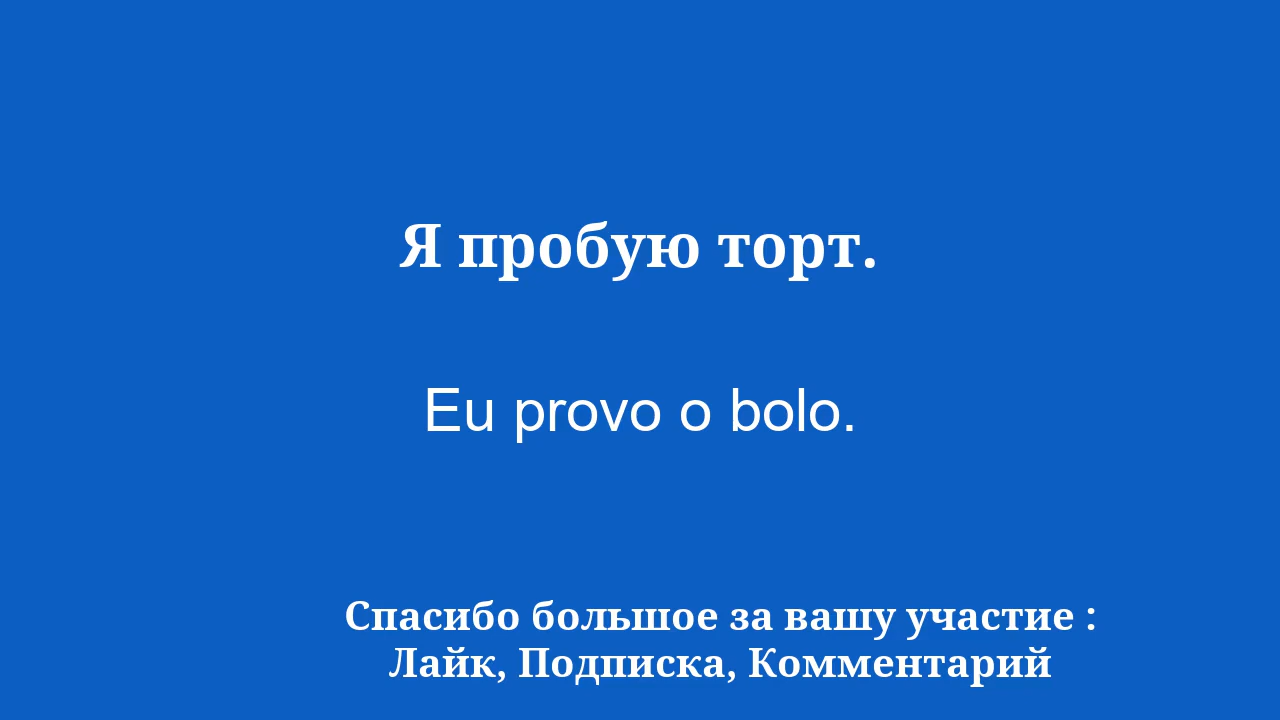 Я пробую торт.
Eu provo o bolo.
Спасибо большое за вашу участие :
Лайк, Подписка, Комментарий